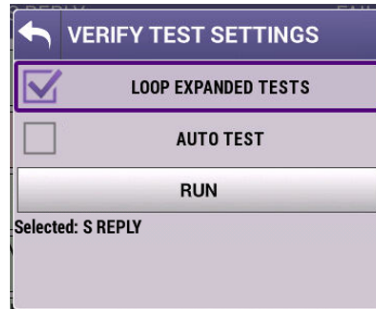 VERIFY TEST SETTINGS
LOOP EXPANDED TESTS
AUTO TEST
RUN
Selected: S REPLY